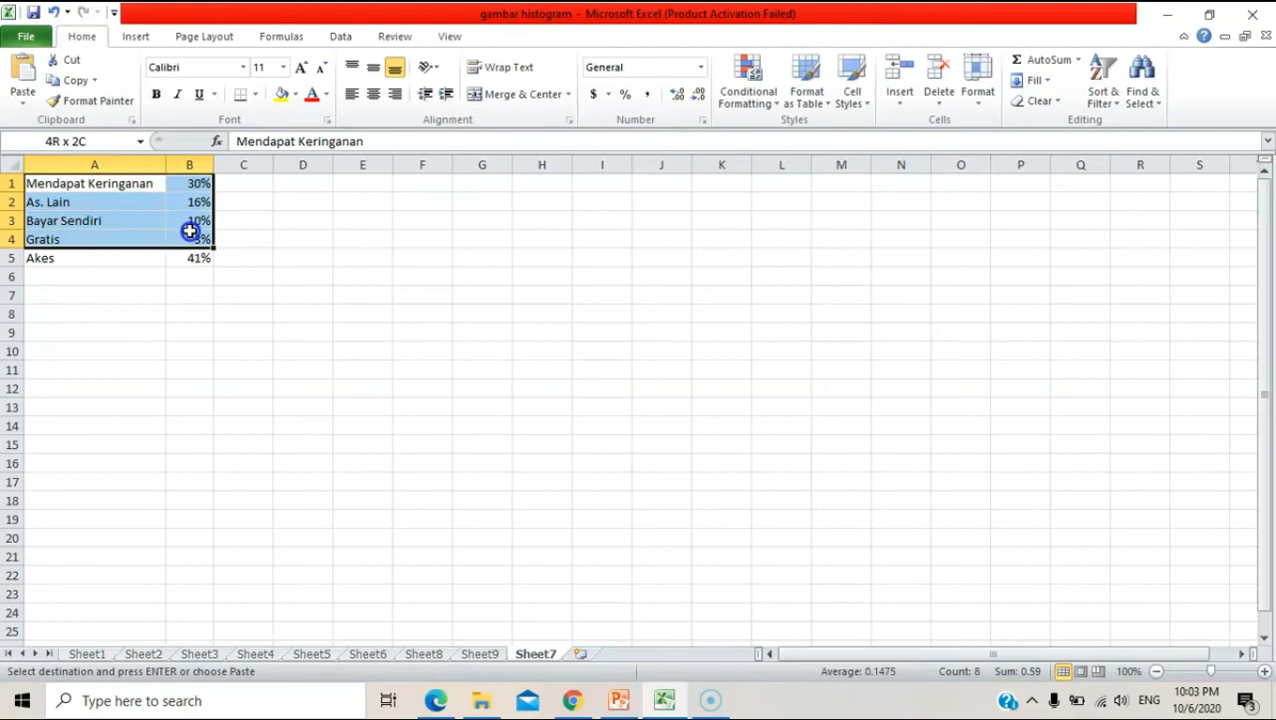 gambar histogram - Microsoft Excel (Product Activation Failed)
File Home Insert Page Layout Formulas Data Review View
Paste
Cut
Copy
Format Painter
Clipboard
Calibri 11
B I U
Font
Wrap Text
Merge & Center
Alignment
General
$ % ,
Number
Conditional Formatting
Format as Table
Cell Styles
Styles
Insert Delete Format
Cells
AutoSum
Fill
Clear
Sort & Filter
Find & Select
Editing
4R x 2C fx Mendapat Keringanan
A B C D E F G H I J K L M N O P Q R S
1 Mendapat Keringanan 30%
2 As. Lain 16%
3 Bayar Sendiri 10%
4 Gratis 3%
5 Akes 41%
6
7
8
9
10
11
12
13
14
15
16
17
18
19
20
21
22
23
24
25
Sheet1 Sheet2 Sheet3 Sheet4 Sheet5 Sheet6 Sheet8 Sheet9 Sheet7
Select destination and press ENTER or choose Paste Average: 0.1475 Count: 8 Sum: 0.59 100%
Type here to search
ENG
10:03 PM
10/6/2020
3